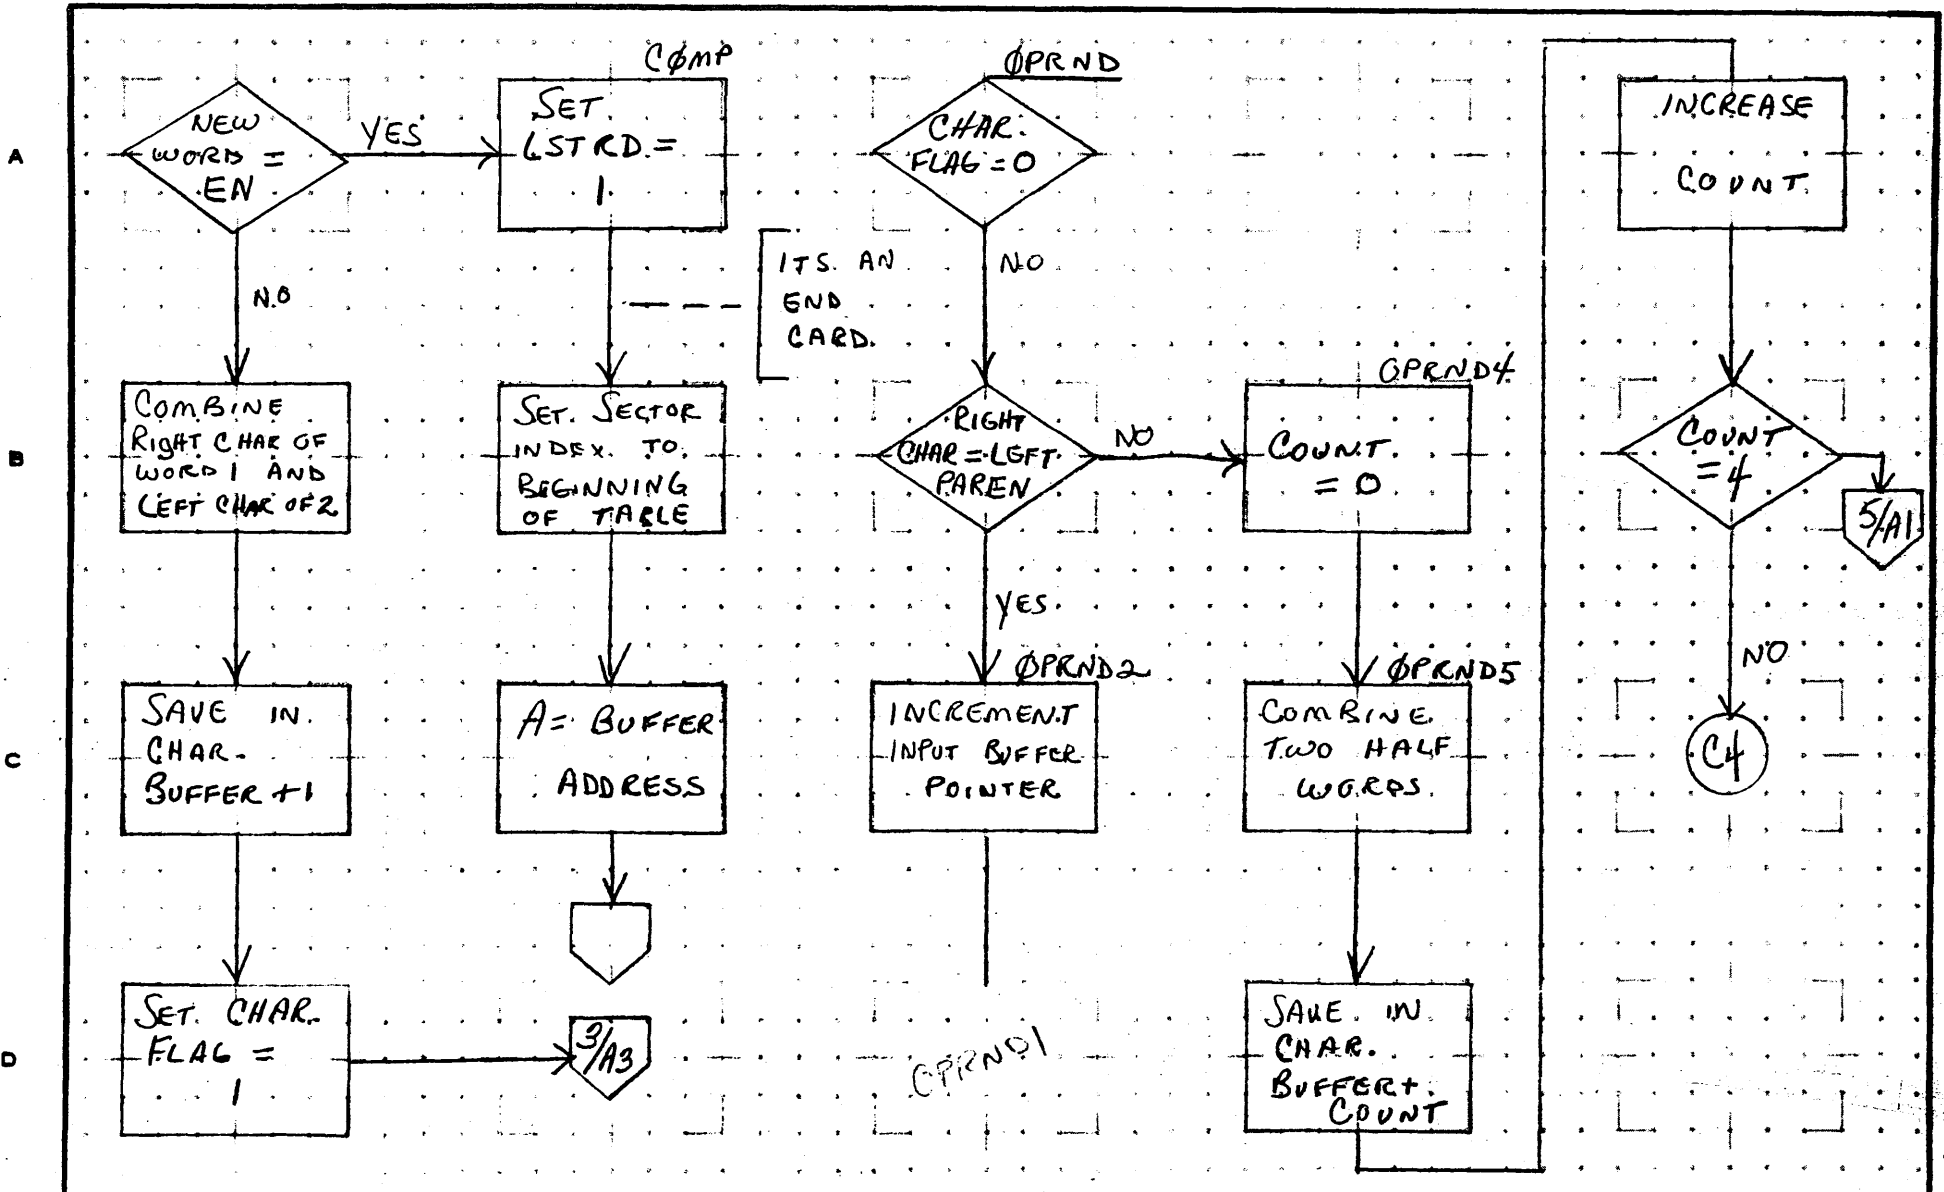 A
B
C
D
NEW
WORD =
EN
YES
NO
COMBINE
RIGHT CHAR OF
WORD 1 AND
LEFT CHAR OF 2
SAVE IN
CHAR.
BUFFER +1
SET CHAR.
FLAG =
1
CØMP
SET
LSTRD =
1
ITS AN
END
CARD.
SET SECTOR
INDEX TO
BEGINNING
OF TABLE
A= BUFFER
ADDRESS
3/A3
ØPRND
CHAR.
FLAG = 0
NO
RIGHT
CHAR = LEFT
PAREN
NO
YES
ØPRND2
INCREMENT
INPUT BUFFER
POINTER
OPRND1
OPRND4
COUNT
= 0
ØPRND5
COMBINE
TWO HALF
WORDS
SAVE IN
CHAR.
BUFFER +
COUNT
INCREASE
COUNT
COUNT
= 4
5/A1
NO
C4